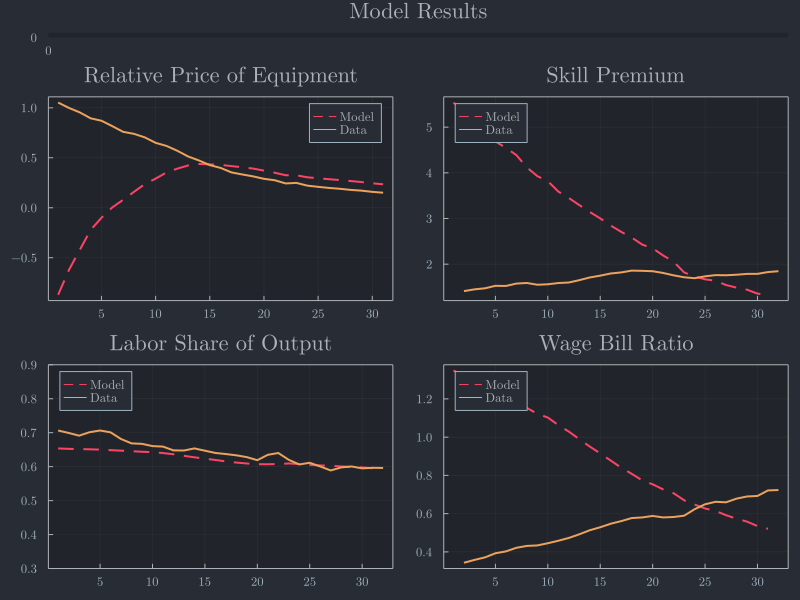 Model Results
0
0
Relative Price of Equipment
1.0
0.5
0.0
−0.5
Model
Data
5 10 15 20 25 30
Skill Premium
5
4
3
2
Model
Data
5 10 15 20 25 30
Labor Share of Output
0.9
0.8
0.7
0.6
0.5
0.4
0.3
Model
Data
5 10 15 20 25 30
Wage Bill Ratio
1.2
1.0
0.8
0.6
0.4
Model
Data
5 10 15 20 25 30